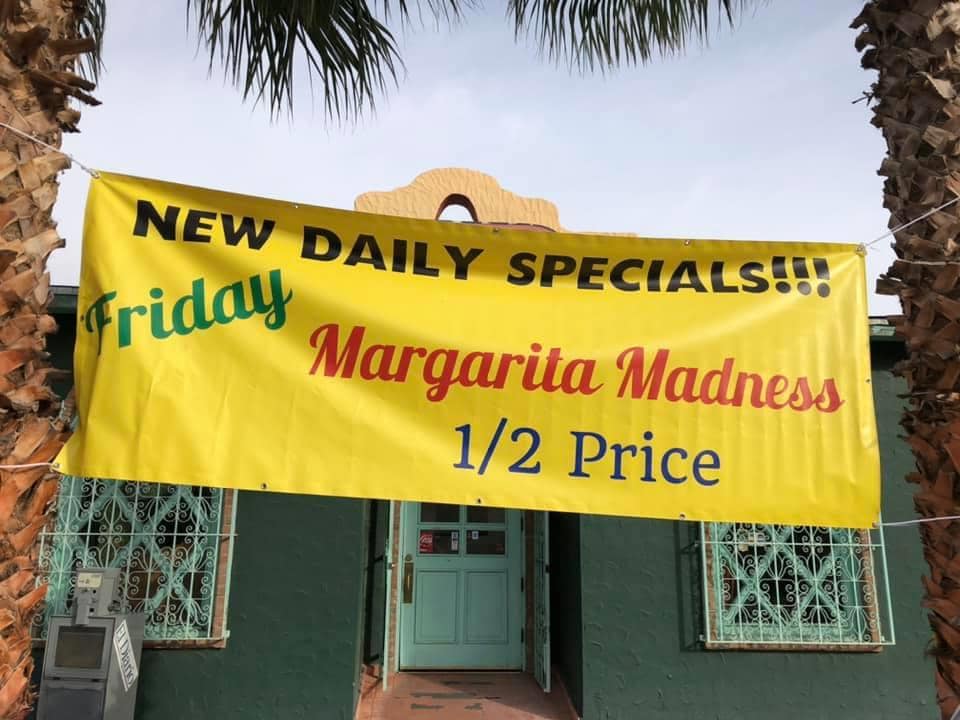 NEW DAILY SPECIALS!!!
Friday
Margarita Madness
1/2 Price